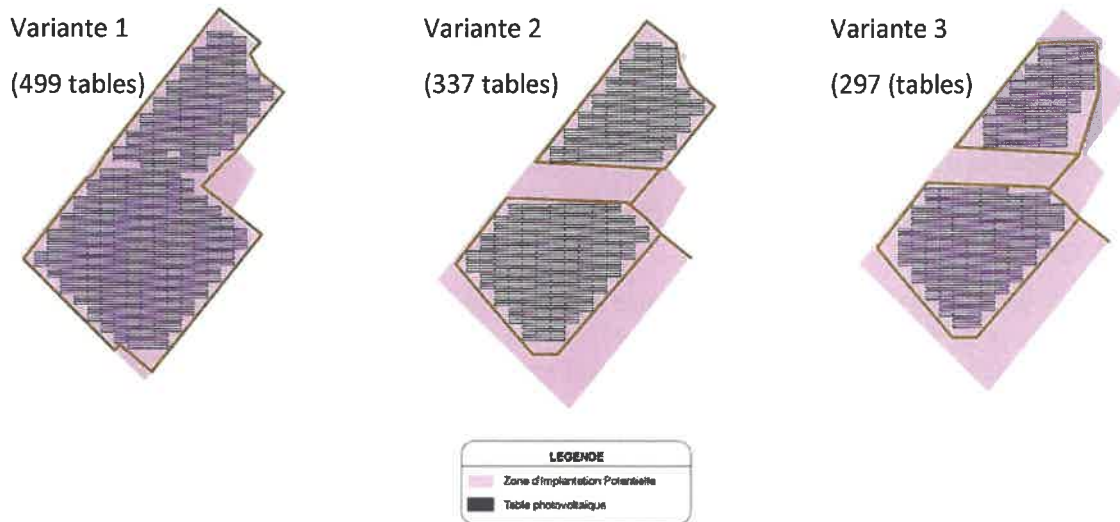 Variante 1
(499 tables)
Variante 2
(337 tables)
Variante 3
(297 (tables)
LEGENDE
Zone d'Implantation Potentielle
Table photovoltaïque